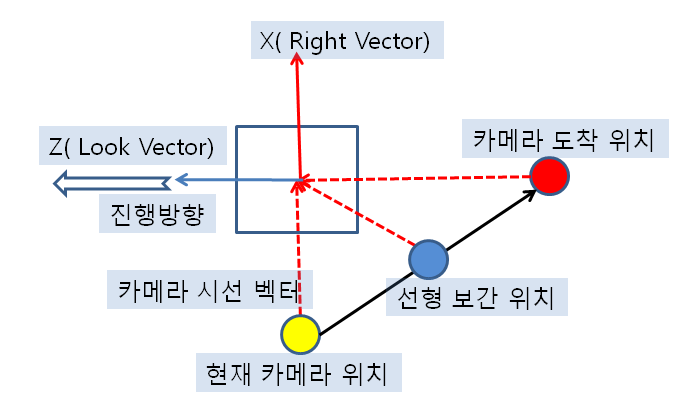 X( Right Vector)
Z( Look Vector)
카메라 도착 위치
진행방향
카메라 시선 벡터
선형 보간 위치
현재 카메라 위치